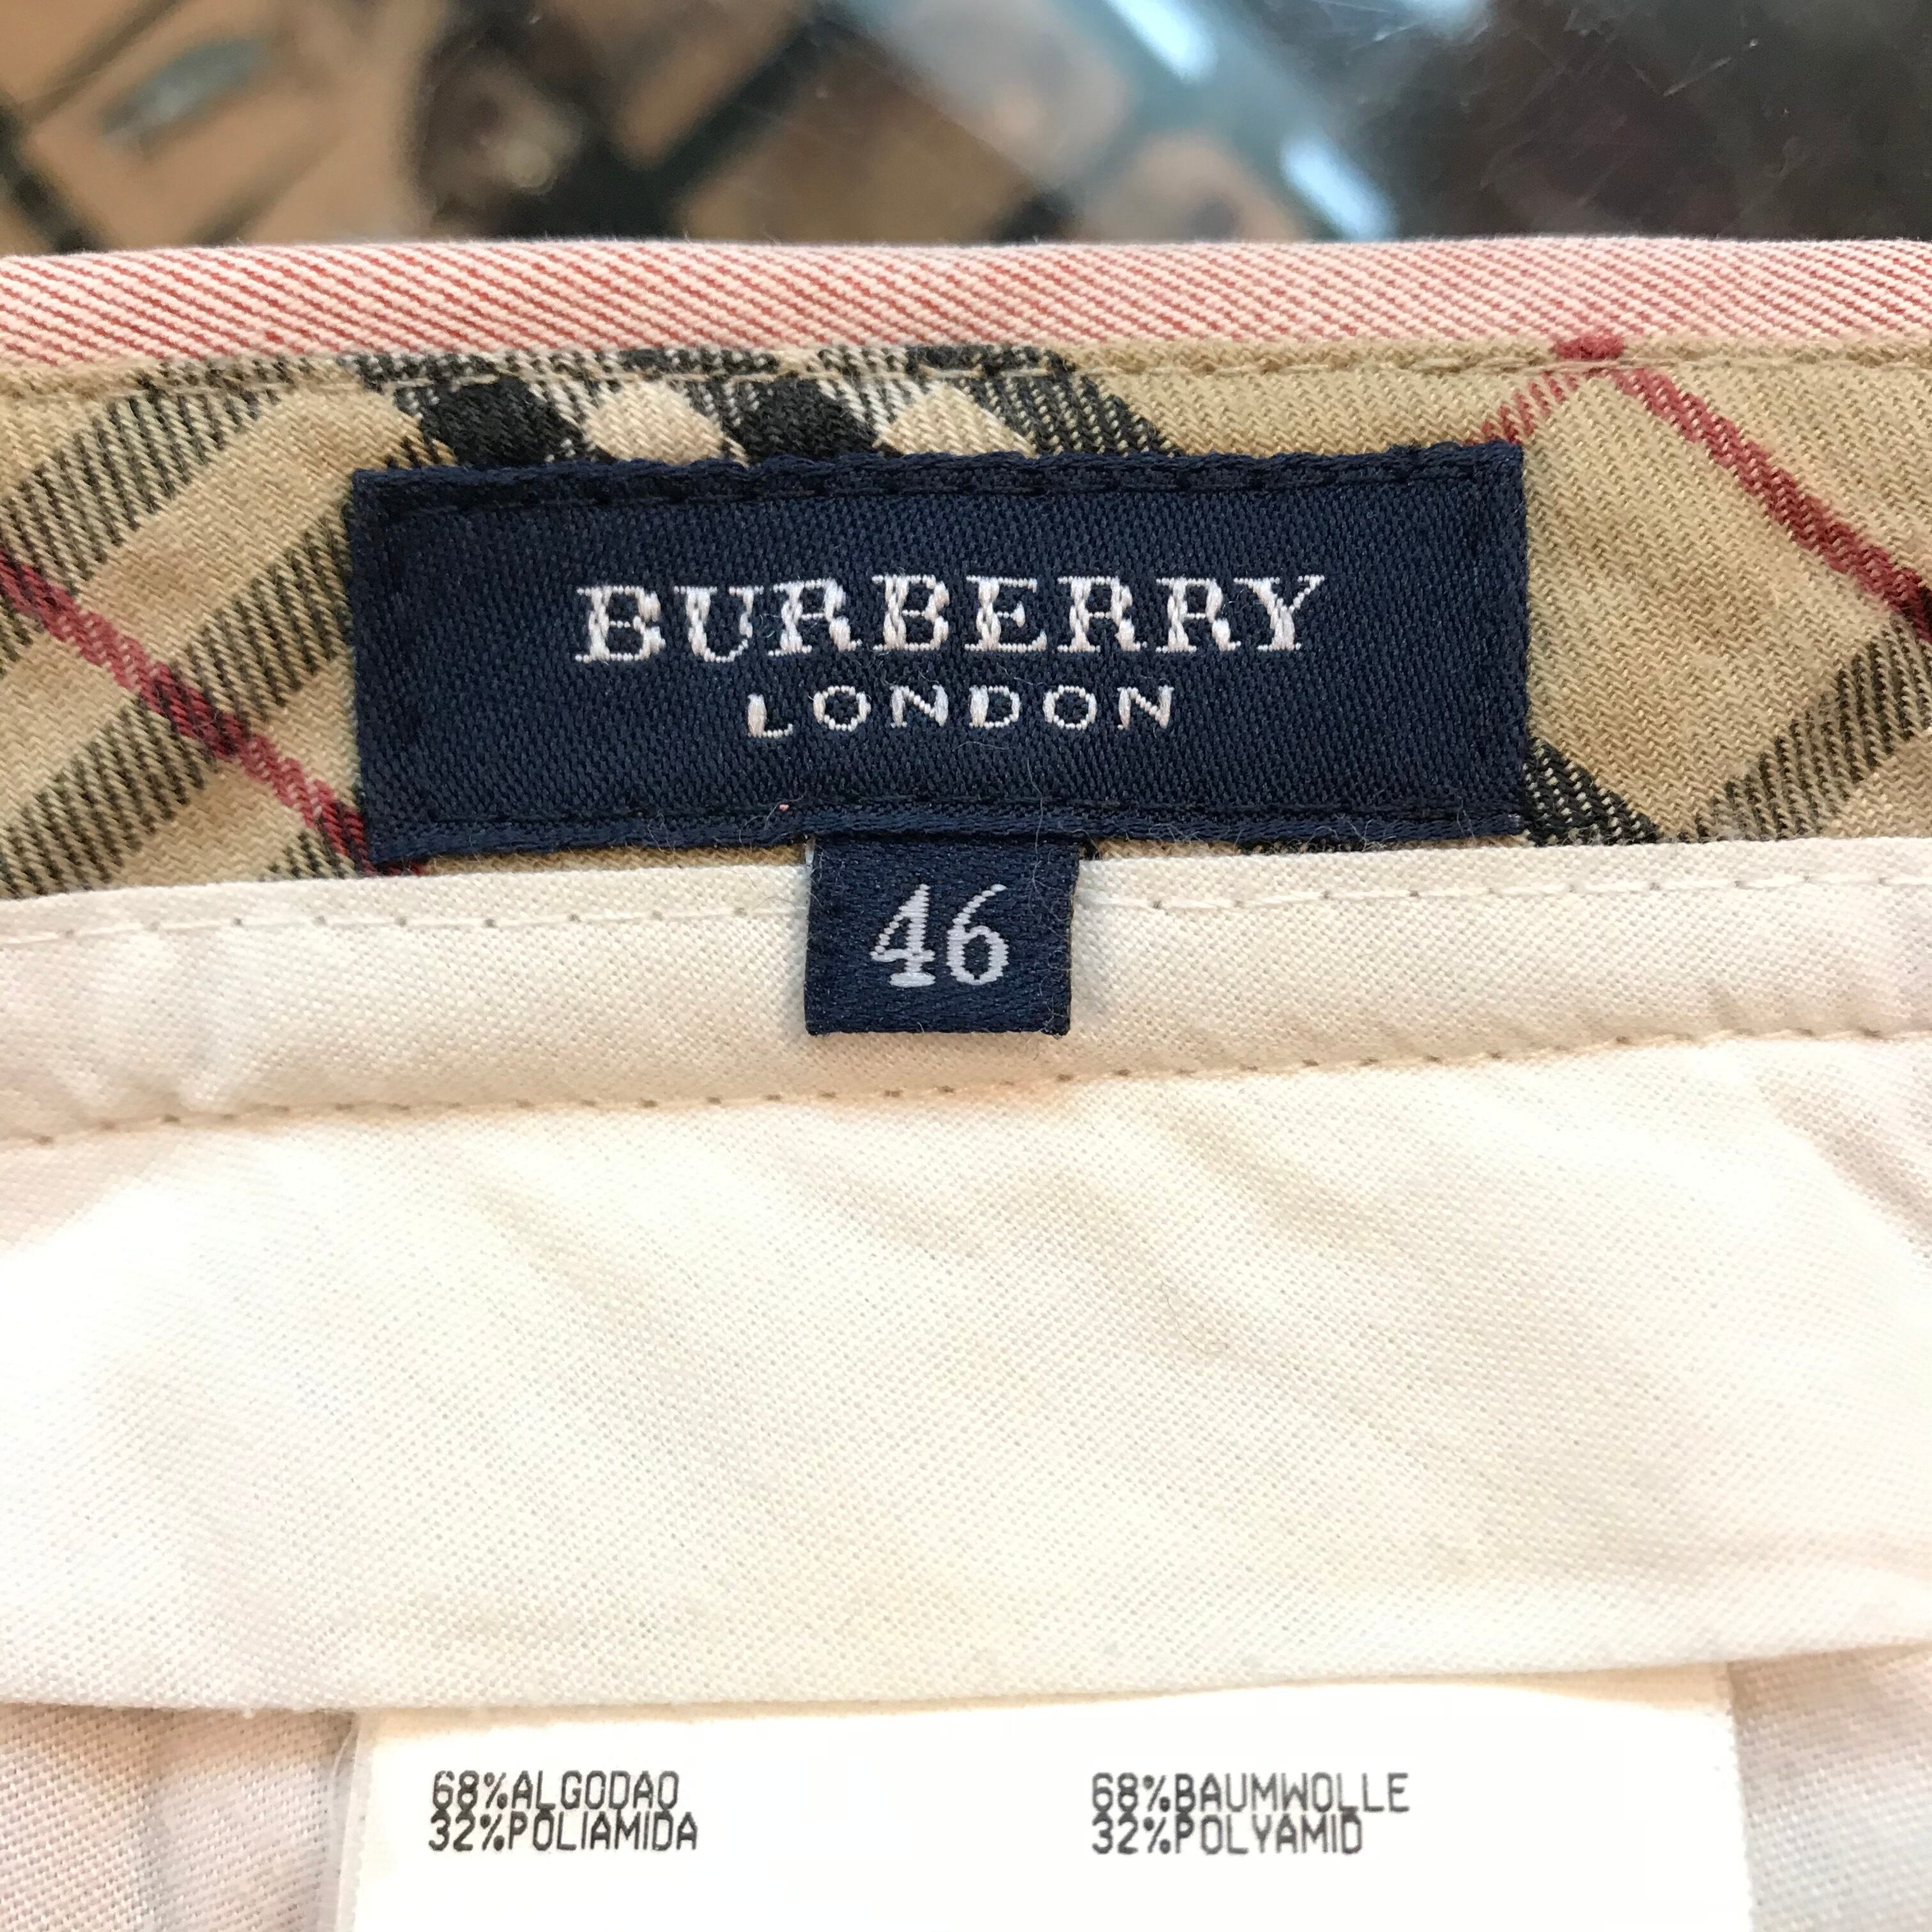 BURBERRY
LONDON
46
68%ALGODAO
32%POLIAMIDA
68%BAUMWOLLE
32%POLYAMID